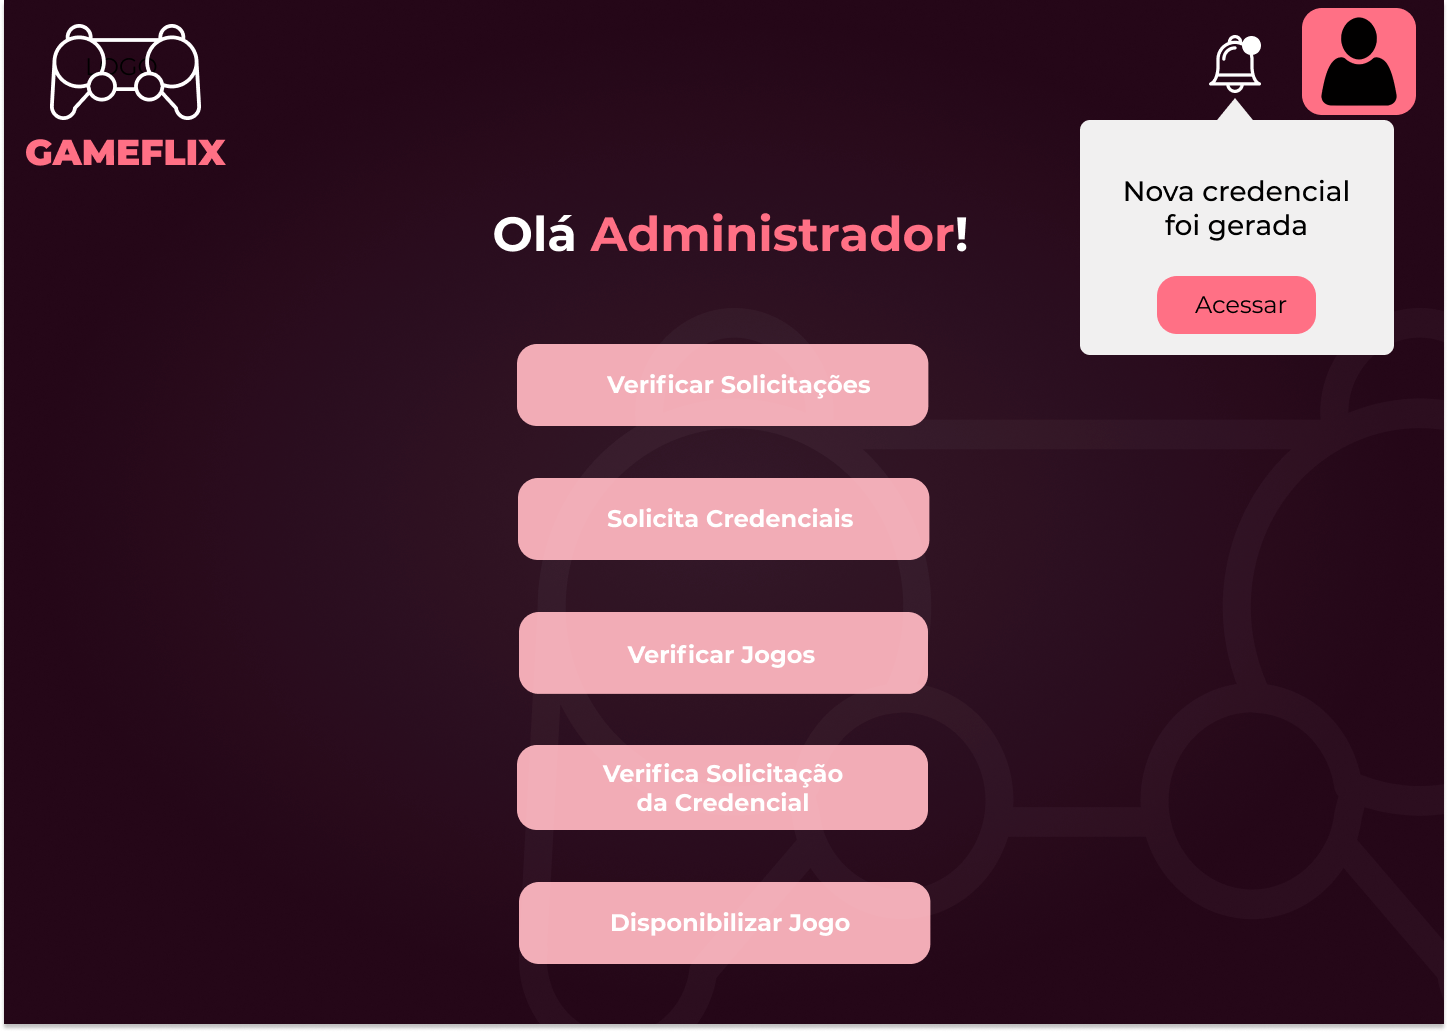 LOGO
GAMEFLIX
Nova credencial
foi gerada
Acessar
Olá Administrador!
Verificar Solicitações
Solicita Credenciais
Verificar Jogos
Verifica Solicitação
da Credencial
Disponibilizar Jogo